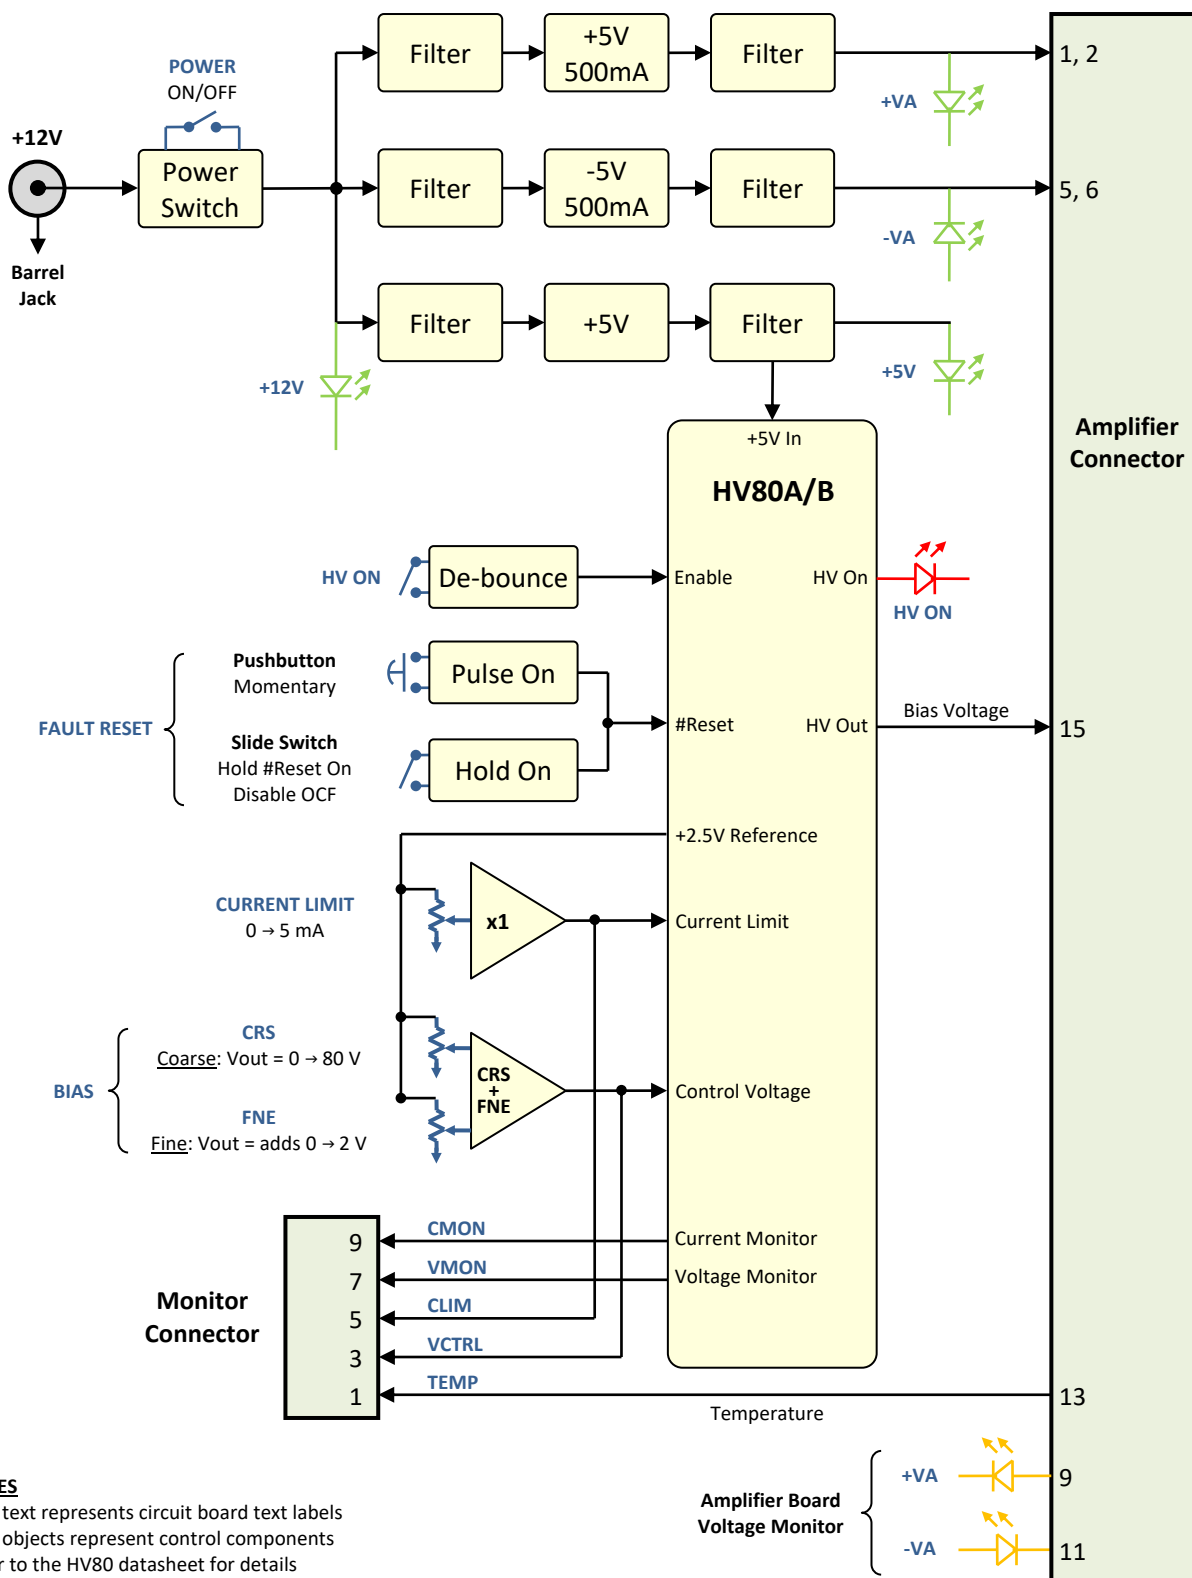 POWER
ON/OFF
+12V
Barrel
Jack
Power
Switch
Filter
+5V
500mA
Filter
1, 2
+VA
Filter
-5V
500mA
Filter
5, 6
-VA
Filter
+5V
Filter
+12V
+5V
Amplifier
Connector
+5V In
HV80A/B
HV ON
De-bounce
Enable
HV On
HV ON
Pushbutton
Momentary
Pulse On
FAULT RESET
#Reset
HV Out
Bias Voltage
15
Slide Switch
Hold #Reset On
Disable OCF
Hold On
+2.5V Reference
CURRENT LIMIT
0 → 5 mA
x1
Current Limit
CRS
Coarse: Vout = 0 → 80 V
BIAS
FNE
Fine: Vout = adds 0 → 2 V
CRS
+
FNE
Control Voltage
Monitor
Connector
9
CMON
Current Monitor
7
VMON
Voltage Monitor
5
CLIM
3
VCTRL
1
TEMP
Temperature
13
Amplifier Board
Voltage Monitor
+VA
9
-VA
11
text represents circuit board text labels
objects represent control components
to the HV80 datasheet for details